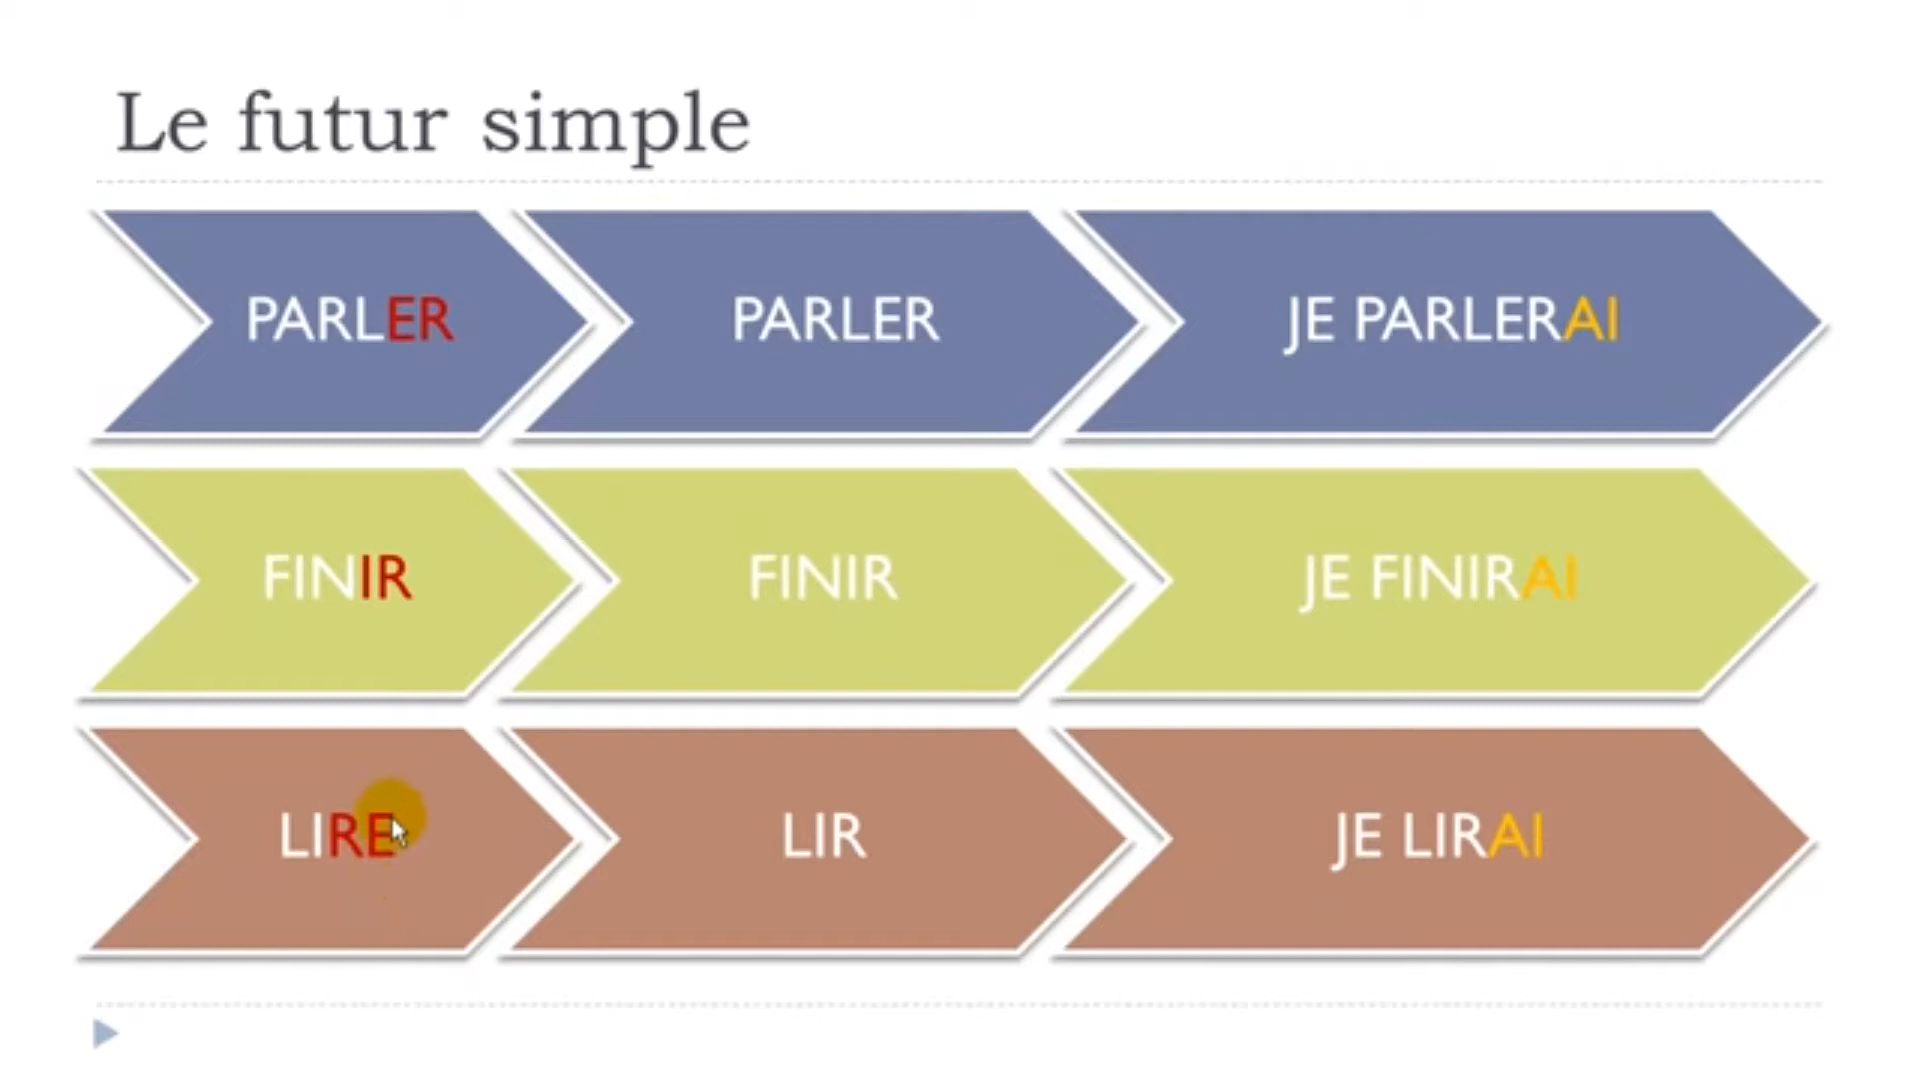 Le futur simple
PARLER PARLER JE PARLERAI
FINIR FINIR JE FINIRAI
LIRE LIR JE LIRAI